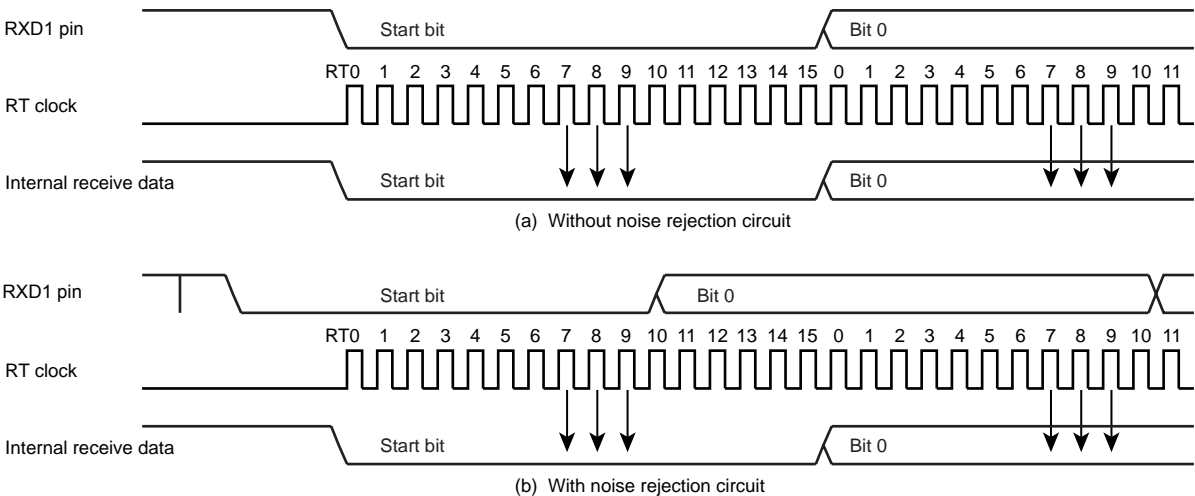 RXD1 pin
Start bit
Bit 0
RT0 1 2 3 4 5 6 7 8 9 10 11 12 13 14 15 0 1 2 3 4 5 6 7 8 9 10 11
RT clock
Internal receive data
Start bit
Bit 0
(a) Without noise rejection circuit
RXD1 pin
Start bit
Bit 0
RT0 1 2 3 4 5 6 7 8 9 10 11 12 13 14 15 0 1 2 3 4 5 6 7 8 9 10 11
RT clock
Internal receive data
Start bit
Bit 0
(b) With noise rejection circuit